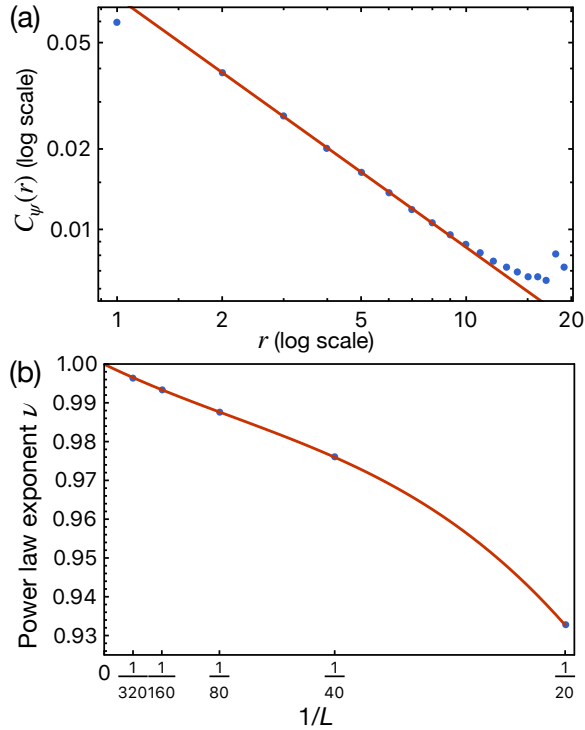 (a)
C_ψ(r) (log scale)
0.05
0.02
0.01
1 2 5 10 20
r (log scale)
(b)
Power law exponent ν
1.00
0.99
0.98
0.97
0.96
0.95
0.94
0.93
0 1/320 1/160 1/80 1/40 1/20
1/L